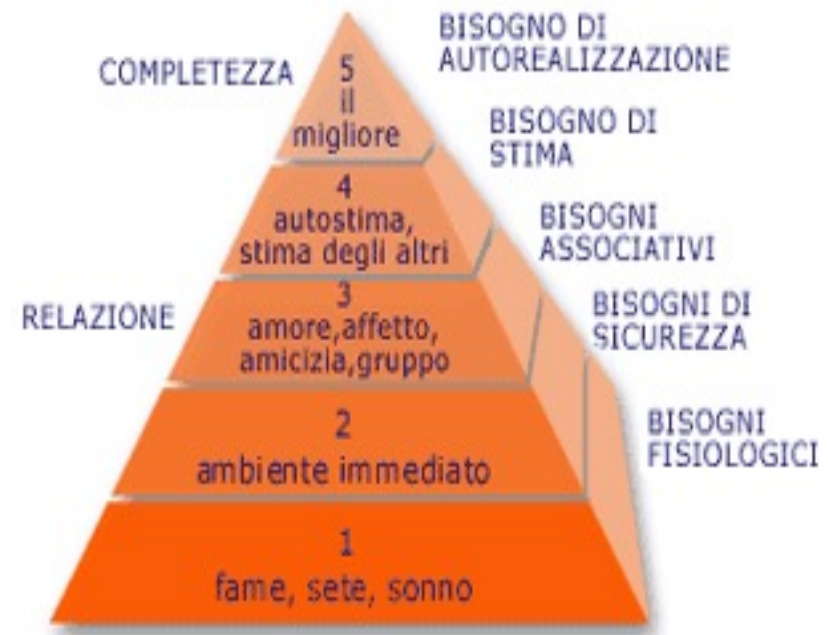 BISOGNO DI
AUTOREALIZZAZIONE
COMPLETEZZA
5
il
migliore
BISOGNO DI
STIMA
4
autostima,
stima degli altri
BISOGNI
ASSOCIATIVI
RELAZIONE
3
amore,affetto,
amicizia,gruppo
BISOGNI DI
SICUREZZA
2
ambiente immediato
BISOGNI
FISIOLOGICI
1
fame, sete, sonno